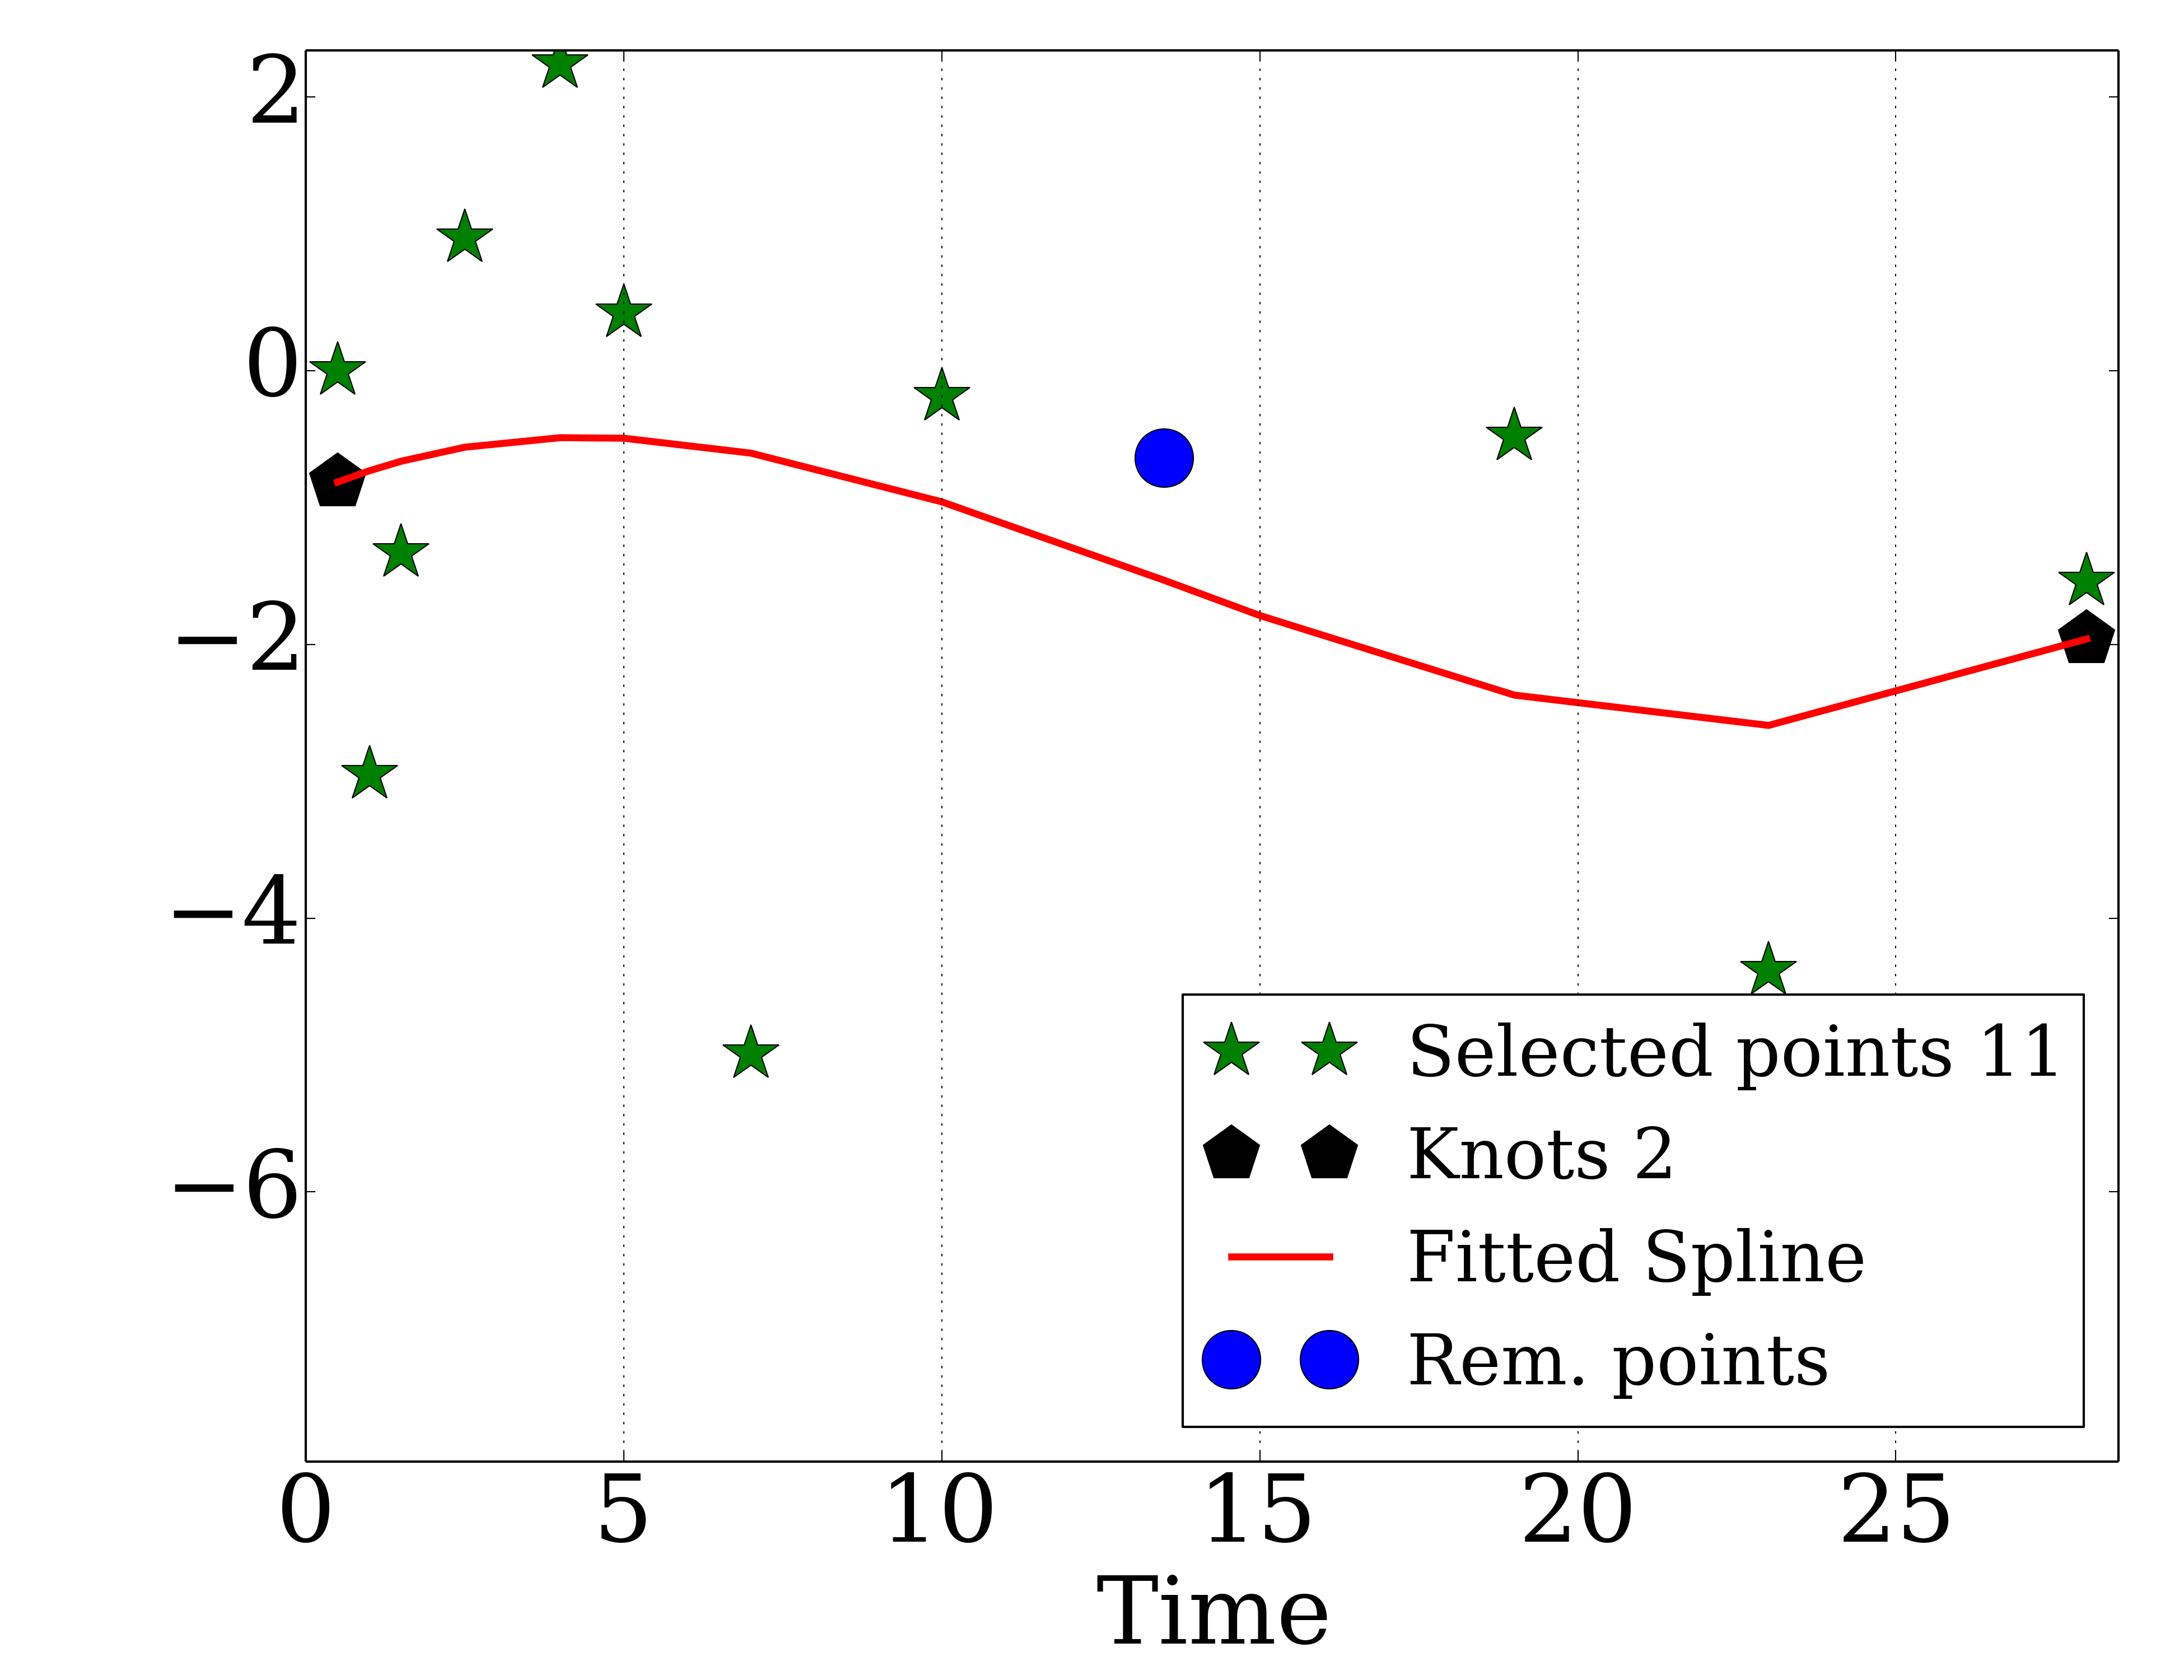 2
0
−2
−4
−6
Selected points 11
Knots 2
Fitted Spline
Rem. points
0 5 10 15 20 25
Time